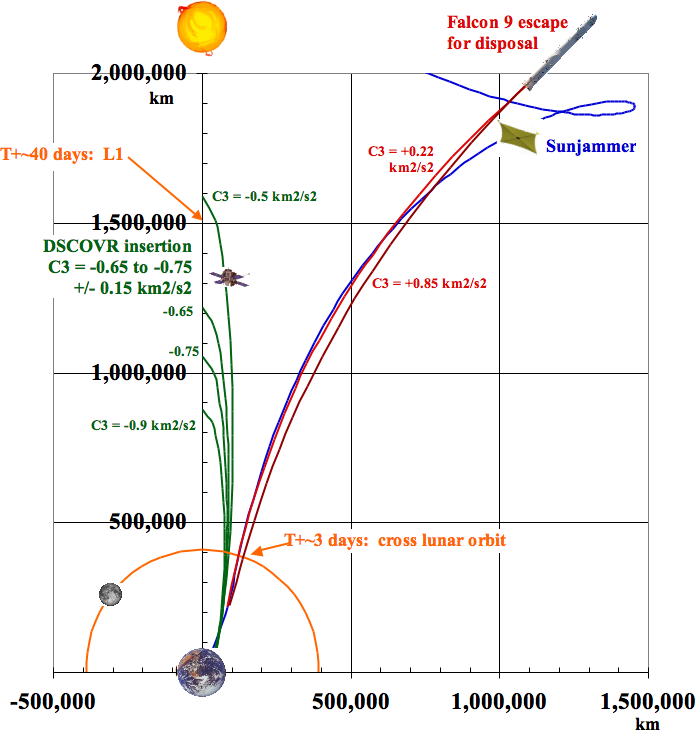 Falcon 9 escape
for disposal
2,000,000
km
C3 = +0.22
km2/s2
Sunjammer
T+~40 days: L1
C3 = -0.5 km2/s2
1,500,000
DSCOVR insertion
C3 = -0.65 to -0.75
+/- 0.15 km2/s2
C3 = +0.85 km2/s2
-0.65
-0.75
1,000,000
C3 = -0.9 km2/s2
500,000
T+~3 days: cross lunar orbit
-500,000
500,000
1,000,000
1,500,000
km